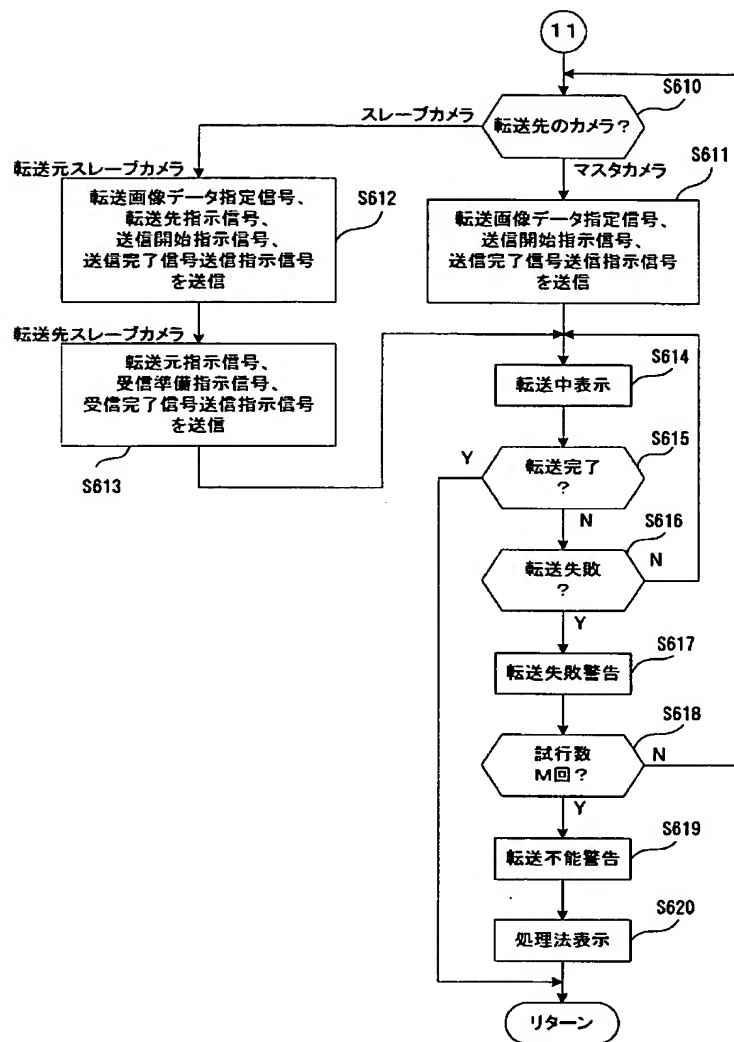 11
S610
転送先のカメラ?
スレーブカメラ
マスタカメラ
S611
転送画像データ指定信号、
送信開始指示信号、
送信完了信号送信指示信号
を送信
転送元スレーブカメラ
S612
転送画像データ指定信号、
転送先指示信号、
送信開始指示信号、
送信完了信号送信指示信号
を送信
転送先スレーブカメラ
転送元指示信号、
受信準備指示信号、
受信完了信号送信指示信号
を送信
S613
S614
転送中表示
S615
Y
転送完了
?
N
S616
転送失敗
?
N
Y
S617
転送失敗警告
S618
試行数
M回?
N
Y
S619
転送不能警告
S620
処理法表示
リターン